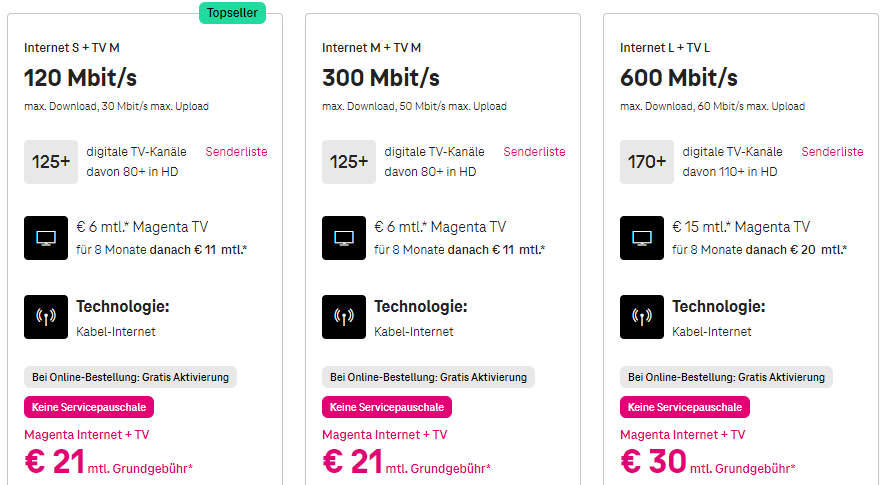 Topseller
Internet S + TV M
120 Mbit/s
max. Download, 30 Mbit/s max. Upload
125+
digitale TV-Kanäle
davon 80+ in HD
Senderliste
€ 6 mtl.* Magenta TV
für 8 Monate danach € 11 mtl.*
Technologie:
Kabel-Internet
Bei Online-Bestellung: Gratis Aktivierung
Keine Servicepauschale
Magenta Internet + TV
€ 21 mtl. Grundgebühr*
Internet M + TV M
300 Mbit/s
max. Download, 50 Mbit/s max. Upload
125+
digitale TV-Kanäle
davon 80+ in HD
Senderliste
€ 6 mtl.* Magenta TV
für 8 Monate danach € 11 mtl.*
Technologie:
Kabel-Internet
Bei Online-Bestellung: Gratis Aktivierung
Keine Servicepauschale
Magenta Internet + TV
€ 21 mtl. Grundgebühr*
Internet L + TV L
600 Mbit/s
max. Download, 60 Mbit/s max. Upload
170+
digitale TV-Kanäle
davon 110+ in HD
Senderliste
€ 15 mtl.* Magenta TV
für 8 Monate danach € 20 mtl.*
Technologie:
Kabel-Internet
Bei Online-Bestellung: Gratis Aktivierung
Keine Servicepauschale
Magenta Internet + TV
€ 30 mtl. Grundgebühr*